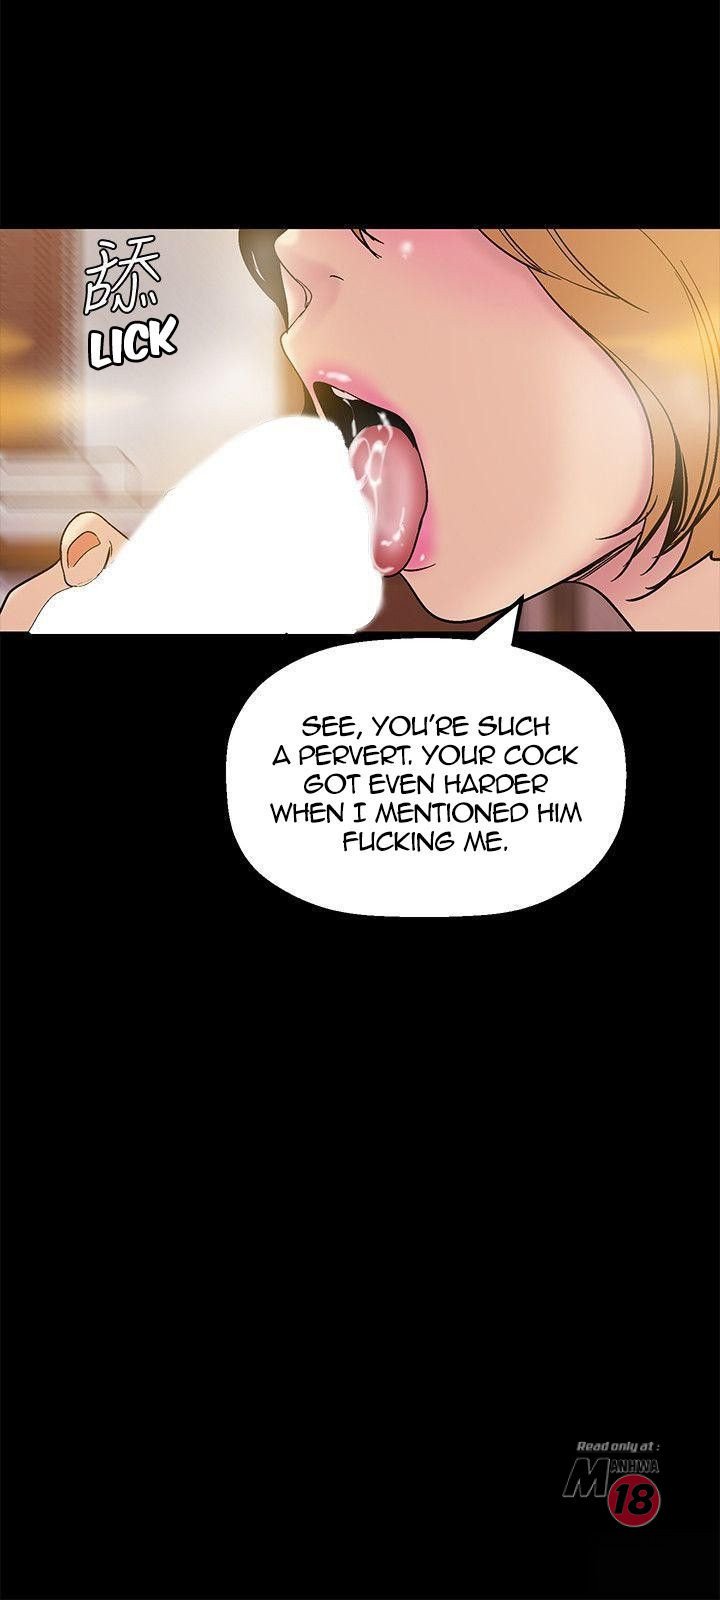 舔
LICK
SEE, YOU'RE SUCH
A PERVERT. YOUR COCK
GOT EVEN HARDER
WHEN I MENTIONED HIM
FUCKING ME.
Read only at :
MANHWA
18